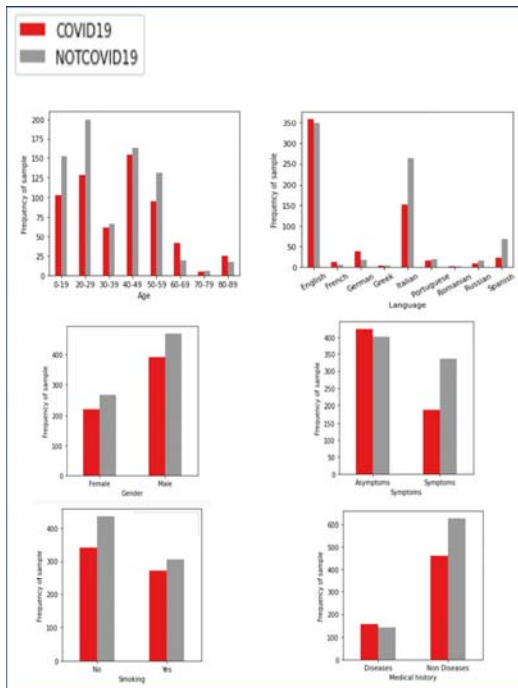 COVID19
NOTCOVID19
Frequency of sample
200
175
150
125
100
75
50
25
0
0-19 20-29 30-39 40-49 50-59 60-69 70-79 80-89
Age
Frequency of sample
350
300
250
200
150
100
50
0
English French German Greek Italian Portuguese Romanian Russian Spanish
Language
Frequency of sample
400
300
200
100
0
Female Male
Gender
Frequency of sample
400
350
300
250
200
150
100
50
0
Asymptoms Symptoms
Symptoms
Frequency of sample
400
300
200
100
0
No Yes
Smoking
Frequency of sample
600
500
400
300
200
100
0
Diseases Non Diseases
Medical history